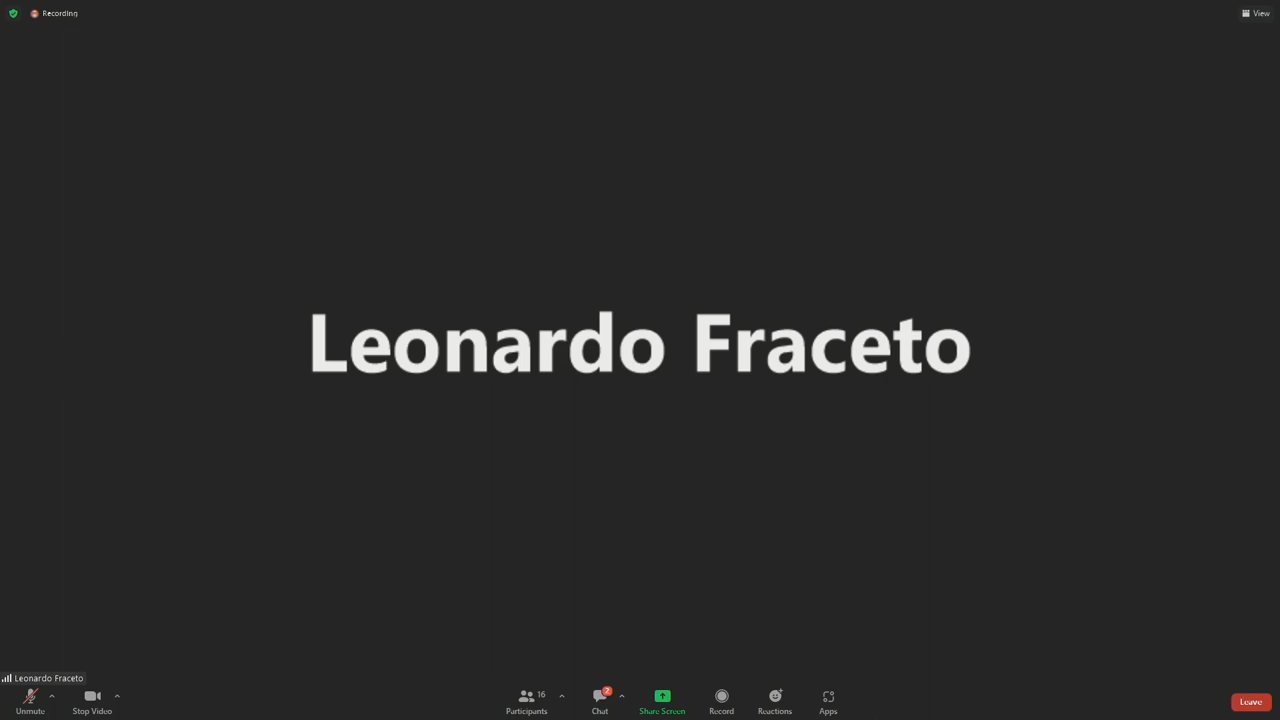 Recording
View
Leonardo Fraceto
Leonardo Fraceto
Unmute
Stop Video
16
Participants
2
Chat
Share Screen
Record
Reactions
Apps
Leave